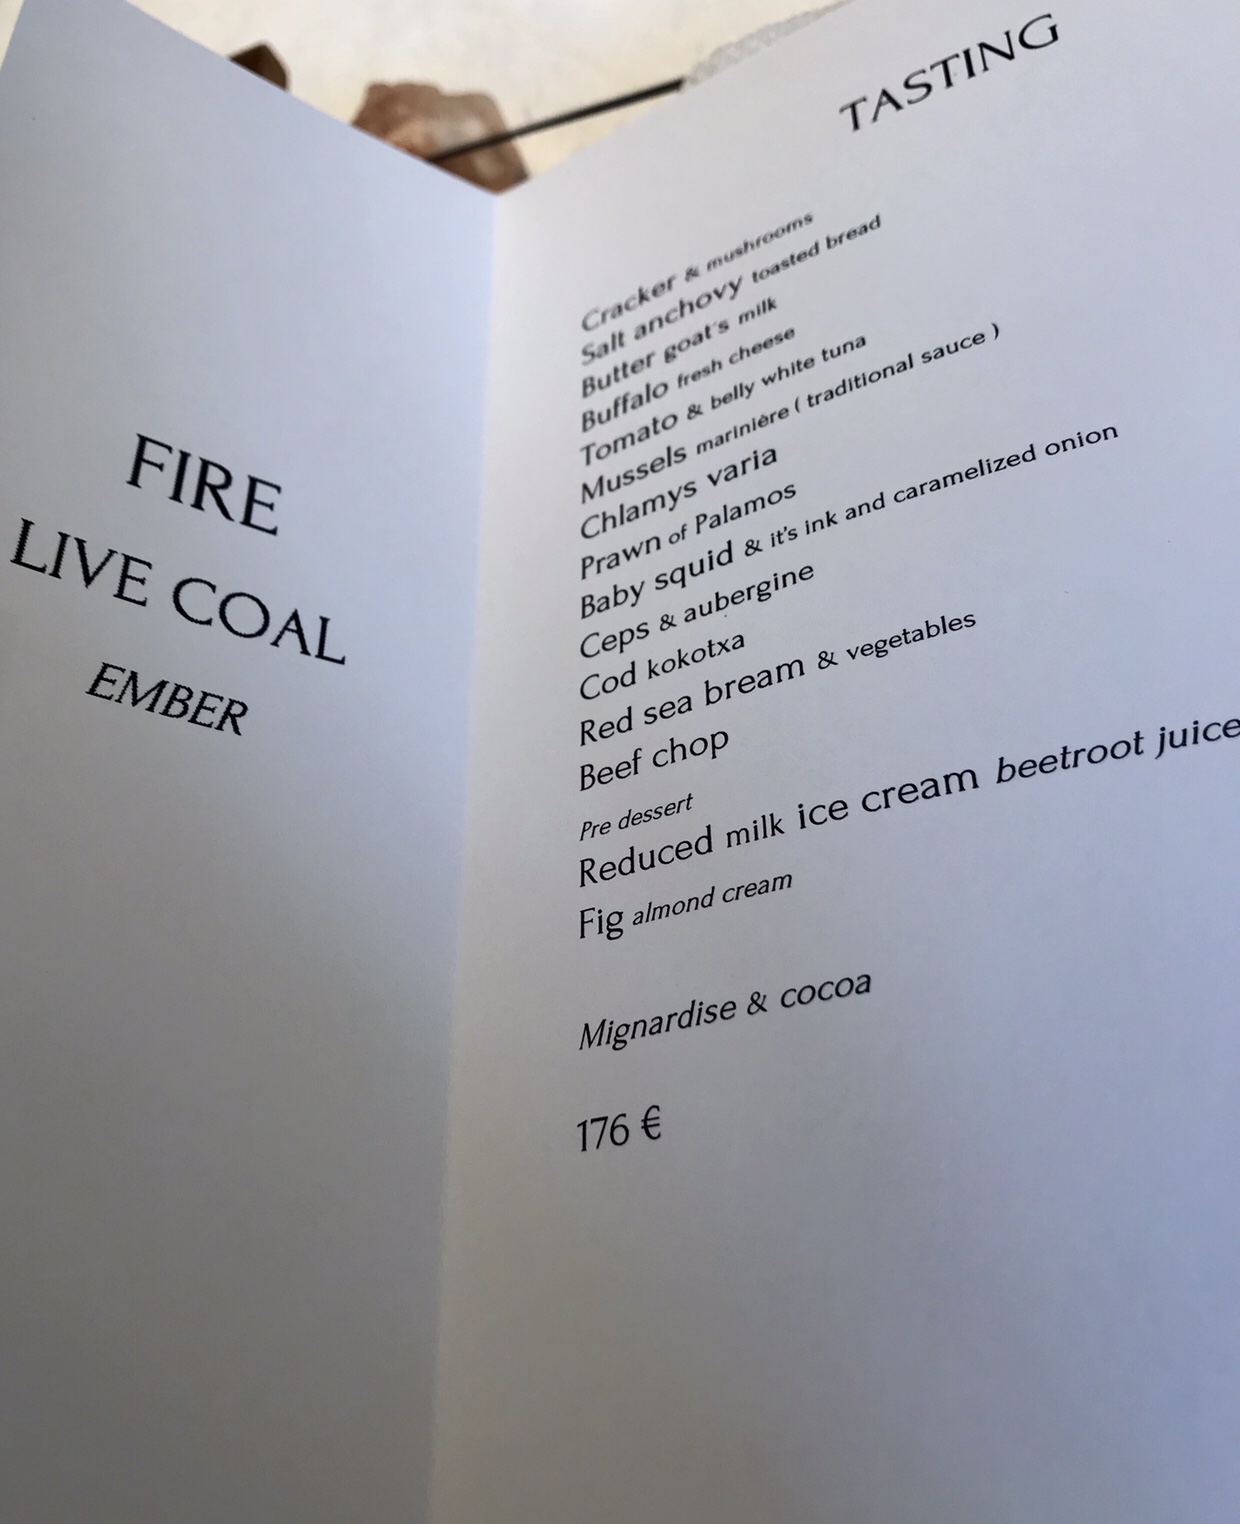 FIRE
LIVE COAL
EMBER
TASTING
Cracker & mushrooms
Salt anchovy toasted bread
Butter goat´s milk
Buffalo fresh cheese
Tomato & belly white tuna
Mussels marinière ( traditional sauce )
Chlamys varia
Prawn of Palamos
Baby squid & it's ink and caramelized onion
Ceps & aubergine
Cod kokotxa
Red sea bream & vegetables
Beef chop
Pre dessert
Reduced milk ice cream beetroot juice
Fig almond cream
Mignardise & cocoa
176 €